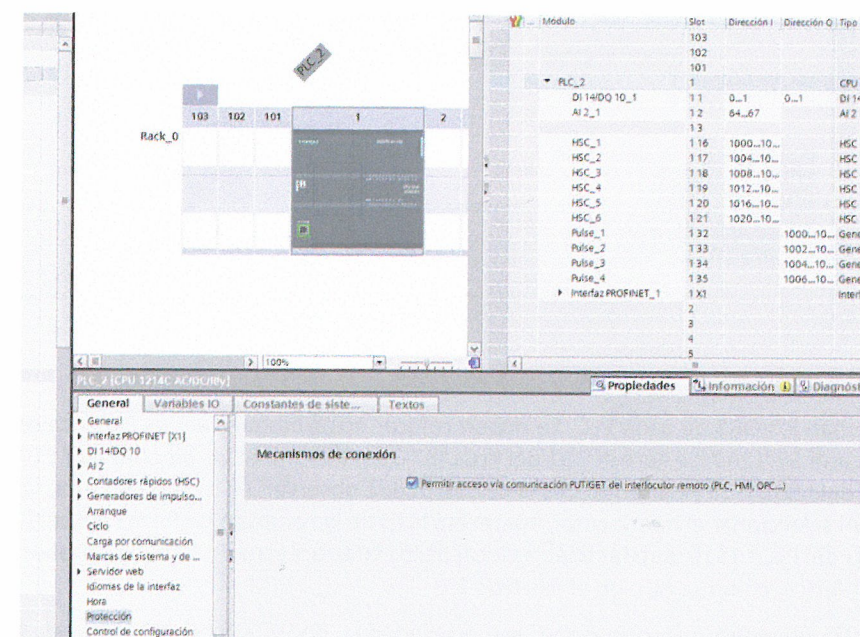 PLC_2
103 102 101 1 2
Rack_0
100%
Módulo Slot Dirección I Dirección Q Tipo
103
102
101
PLC_2 1 CPU
DI 14/DQ 10_1 1 1 0...1 0...1 DI 14
AI 2_1 1 2 64...67 AI 2
1 3
HSC_1 1 16 1000...10... HSC
HSC_2 1 17 1004...10... HSC
HSC_3 1 18 1008...10... HSC
HSC_4 1 19 1012...10... HSC
HSC_5 1 20 1016...10... HSC
HSC_6 1 21 1020...10... HSC
Pulse_1 1 32 1000...10... Gene
Pulse_2 1 33 1002...10... Gene
Pulse_3 1 34 1004...10... Gene
Pulse_4 1 35 1006...10... Gene
Interfaz PROFINET_1 1 X1 Interf
2
3
4
5
PLC_2 [CPU 1214C AC/DC/Rly]
Propiedades Información Diagnóst
General Variables IO Constantes de siste... Textos
General
Interfaz PROFINET [X1]
DI 14/DQ 10
AI 2
Contadores rápidos (HSC)
Generadores de impulso...
Arranque
Ciclo
Carga por comunicación
Marcas de sistema y de ...
Servidor web
Idiomas de la interfaz
Hora
Protección
Control de configuración
Mecanismos de conexión
Permitir acceso vía comunicación PUT/GET del interlocutor remoto (PLC, HMI, OPC...)